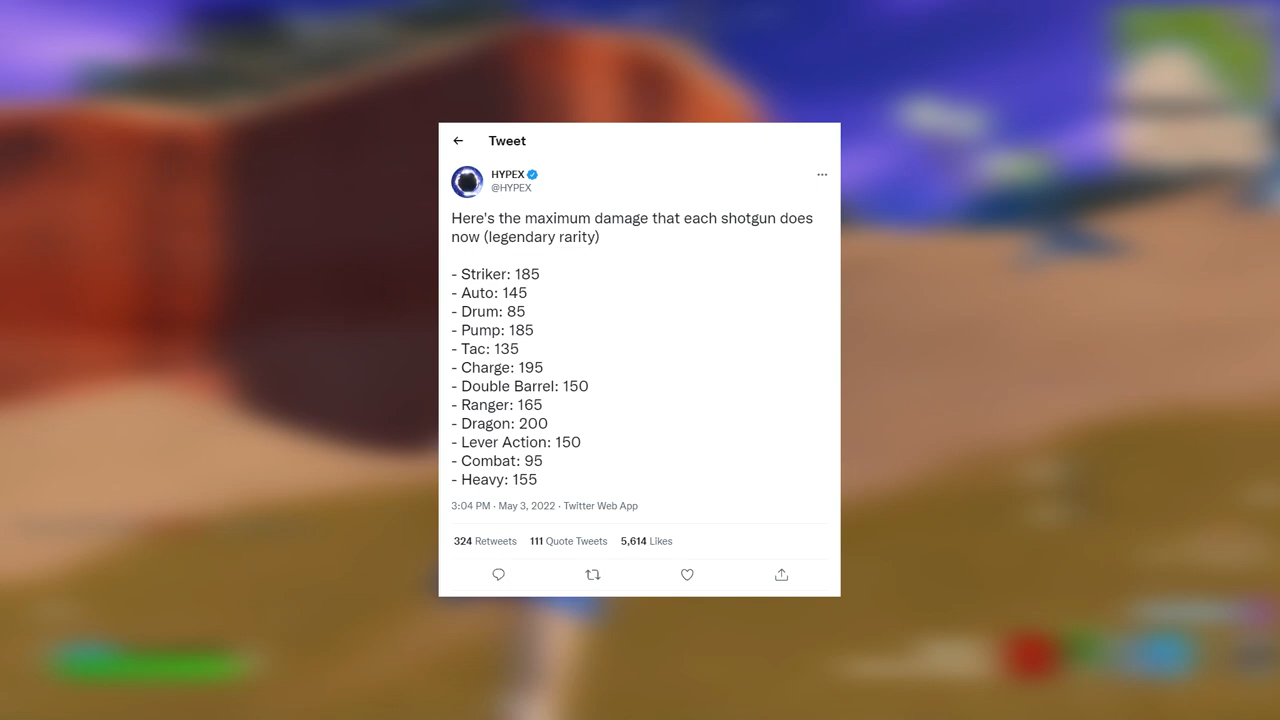 Tweet
HYPEX
@HYPEX
Here's the maximum damage that each shotgun does
now (legendary rarity)
- Striker: 185
- Auto: 145
- Drum: 85
- Pump: 185
- Tac: 135
- Charge: 195
- Double Barrel: 150
- Ranger: 165
- Dragon: 200
- Lever Action: 150
- Combat: 95
- Heavy: 155
3:04 PM · May 3, 2022 · Twitter Web App
324 Retweets 111 Quote Tweets 5,614 Likes